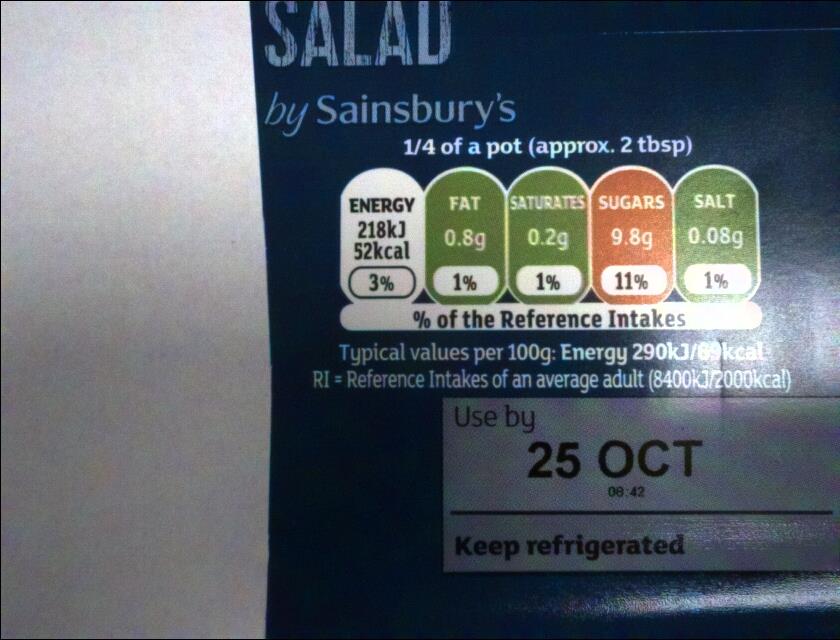 SALAD
by Sainsbury's
1/4 of a pot (approx. 2 tbsp)
ENERGY FAT SATURATES SUGARS SALT
218kJ
52kcal 0.8g 0.2g 9.8g 0.08g
3% 1% 1% 11% 1%
% of the Reference Intakes
Typical values per 100g: Energy 290kJ/69kcal
RI = Reference Intakes of an average adult (8400kJ/2000kcal)
Use by
25 OCT
08:42
Keep refrigerated